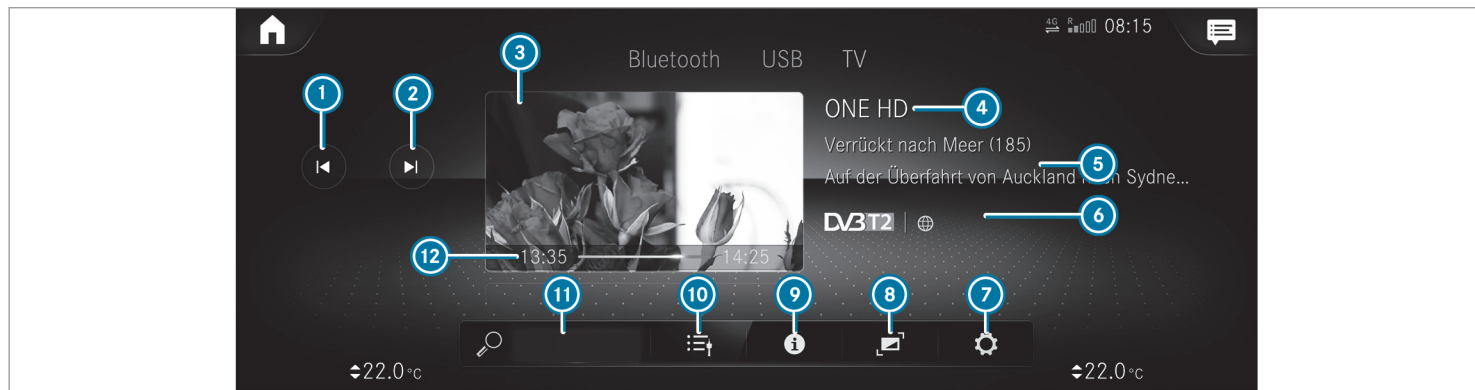 4G R 08:15
Bluetooth USB TV
3
1
2
ONE HD
4
Verrückt nach Meer (185)
5
Auf der Überfahrt von Auckland nach Sydne...
DVB T2
6
12
13:35
14:25
11
10
9
8
7
i
22.0 °C
22.0 °C